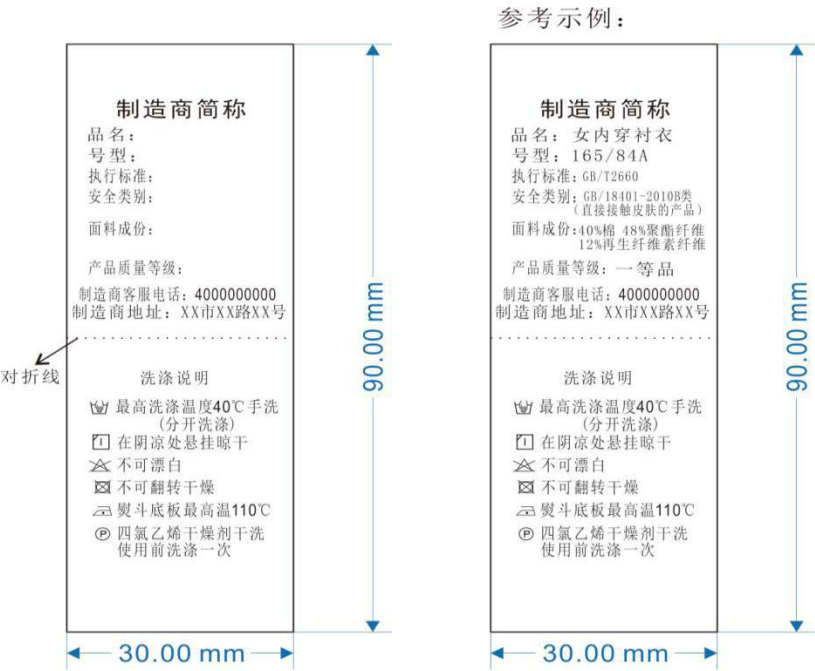 参考示例：
制造商简称
品名：
号型：
执行标准：
安全类别：
面料成份：
产品质量等级：
制造商客服电话：4000000000
制造商地址：XX市XX路XX号
对折线
洗涤说明
最高洗涤温度40℃手洗
(分开洗涤)
在阴凉处悬挂晾干
不可漂白
不可翻转干燥
熨斗底板最高温110℃
四氯乙烯干燥剂干洗
使用前洗涤一次
90.00 mm
30.00 mm
制造商简称
品名：女内穿衬衣
号型：165/84A
执行标准：GB/T2660
安全类别：GB/18401-2010B类
（直接接触皮肤的产品）
面料成份:40%棉 48%聚酯纤维
12%再生纤维素纤维
产品质量等级：一等品
制造商客服电话：4000000000
制造商地址：XX市XX路XX号
洗涤说明
最高洗涤温度40℃手洗
(分开洗涤)
在阴凉处悬挂晾干
不可漂白
不可翻转干燥
熨斗底板最高温110℃
四氯乙烯干燥剂干洗
使用前洗涤一次
90.00 mm
30.00 mm